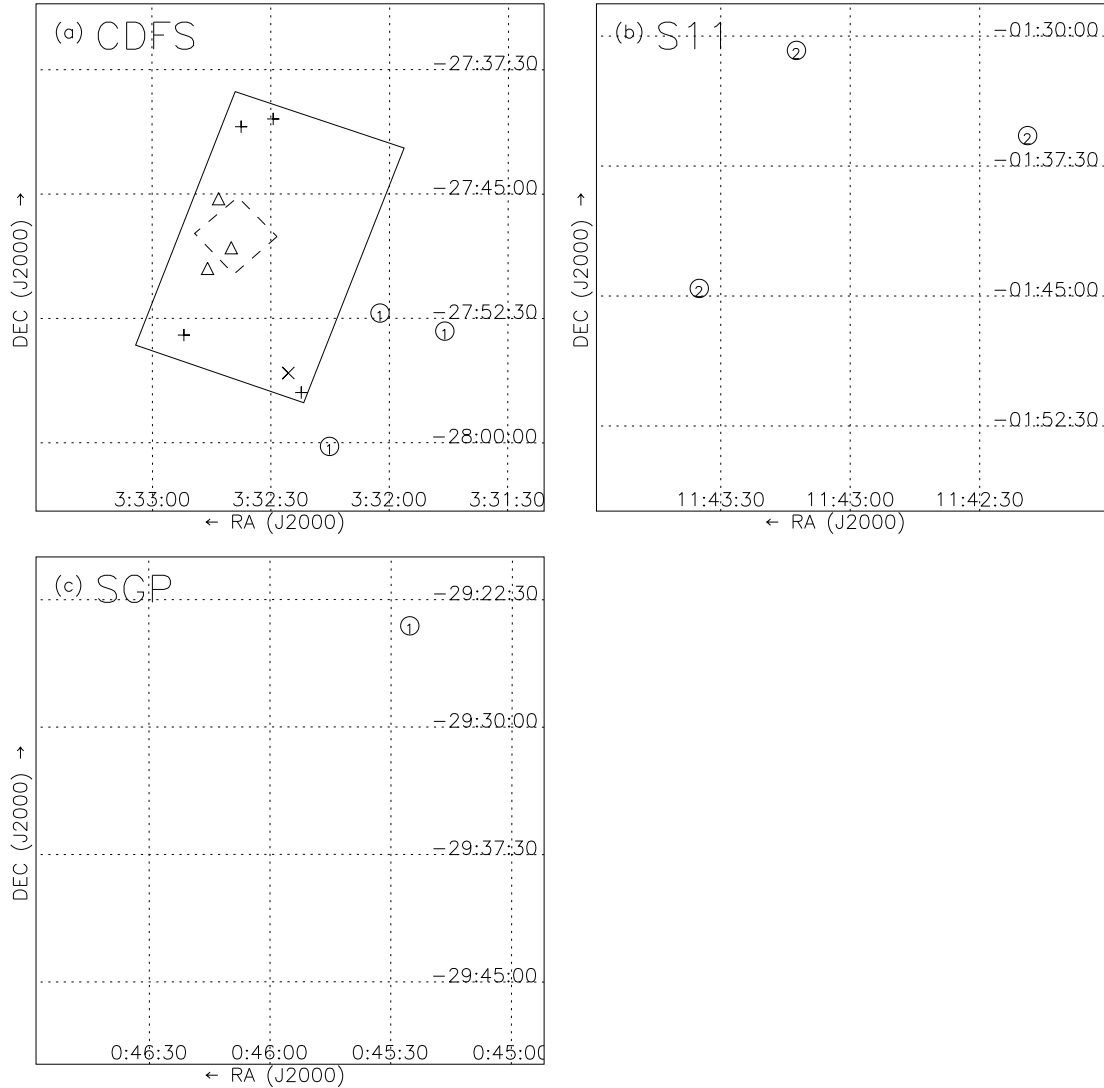 (a) CDFS
-27:37:30
-27:45:00
-27:52:30
-28:00:00
1
1
1
3:33:00 3:32:30 3:32:00 3:31:30
← RA (J2000)
DEC (J2000) →
(b) S11
-01:30:00
-01:37:30
-01:45:00
-01:52:30
2
2
2
11:43:30 11:43:00 11:42:30
← RA (J2000)
DEC (J2000) →
(c) SGP
-29:22:30
-29:30:00
-29:37:30
-29:45:00
1
0:46:30 0:46:00 0:45:30 0:45:00
← RA (J2000)
DEC (J2000) →